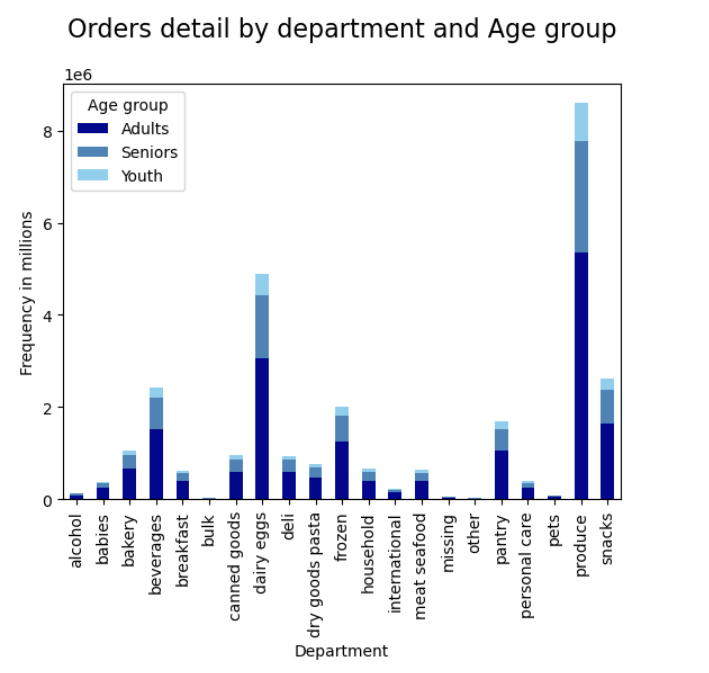 Orders detail by department and Age group
1e6
Age group
Adults
Seniors
Youth
8
6
4
2
0
Frequency in millions
alcohol
babies
bakery
beverages
breakfast
bulk
canned goods
dairy eggs
deli
dry goods pasta
frozen
household
international
meat seafood
missing
other
pantry
personal care
pets
produce
snacks
Department